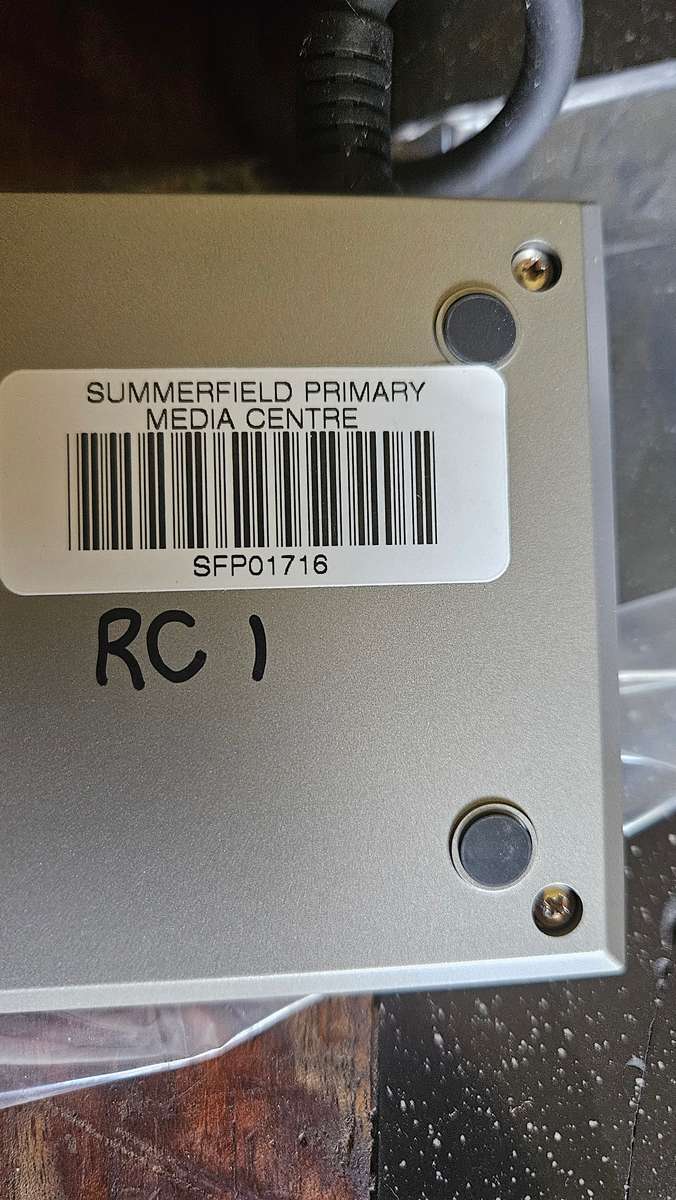 SUMMERFIELD PRIMARY
MEDIA CENTRE
SFP01716
RC 1